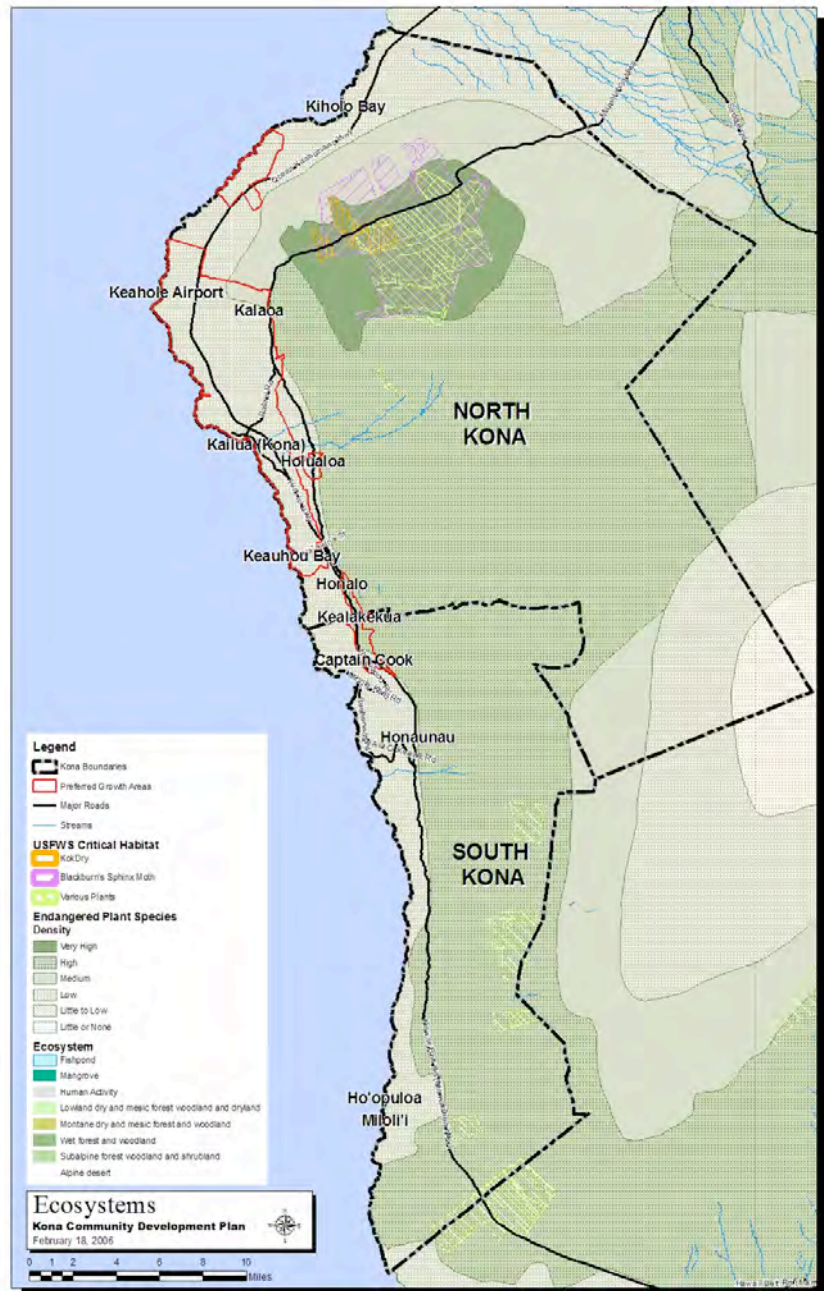 Kiholo Bay
Keahole Airport
Kalaoa
NORTH
KONA
Kailua (Kona)
Holualoa
Keauhou Bay
Honalo
Kealakekua
Captain Cook
Honaunau
SOUTH
KONA
Ho'opuloa
Miloli'i
Legend
Kona Boundaries
Preferred Growth Areas
Major Roads
Streams
USFWS Critical Habitat
KokDry
Blackburn's Sphinx Moth
Various Plants
Endangered Plant Species
Density
Very High
High
Medium
Low
Little to Low
Little or None
Ecosystem
Fishpond
Mangrove
Human Activity
Lowland dry and mesic forest woodland and dryland
Montane dry and mesic forest and woodland
Wet forest and woodland
Subalpine forest woodland and shrubland
Alpine desert
Ecosystems
Kona Community Development Plan
February 18, 2006
0 1 2 4 6 8 10
Miles